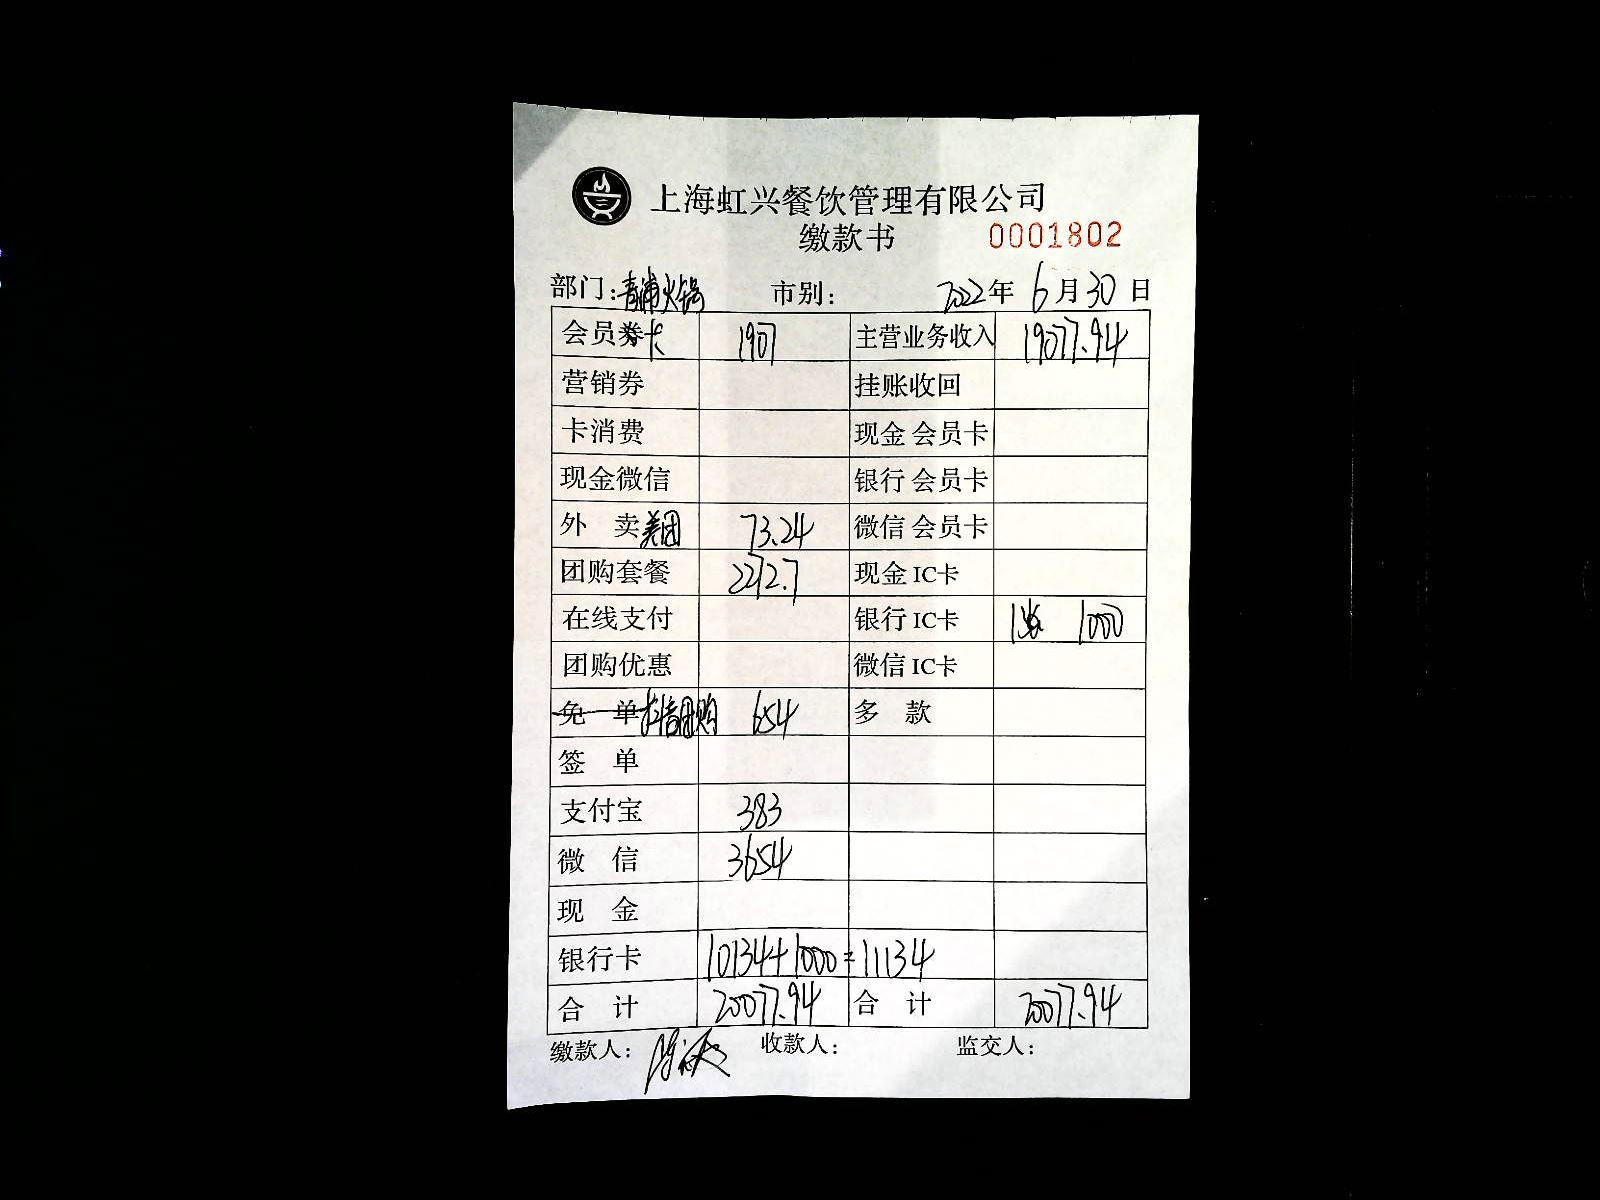 上海虹兴餐饮管理有限公司
缴款书 0001802
部门:青浦火锅 市别: 2022年 6月30日
会员券卡 1907 主营业务收入 19077.94
营销券 挂账收回
卡消费 现金 会员卡
现金微信 银行 会员卡
外 卖美团 73.24 微信 会员卡
团购套餐 2272.7 现金 IC卡
在线支付 银行 IC卡 1000
团购优惠 微信 IC卡
免 单抖音团购 654 多 款
签 单
支付宝 383
微 信 3654
现 金
银行卡 10134+1000=11134
合 计 20077.94 合 计 20077.94
缴款人: 收款人: 监交人: